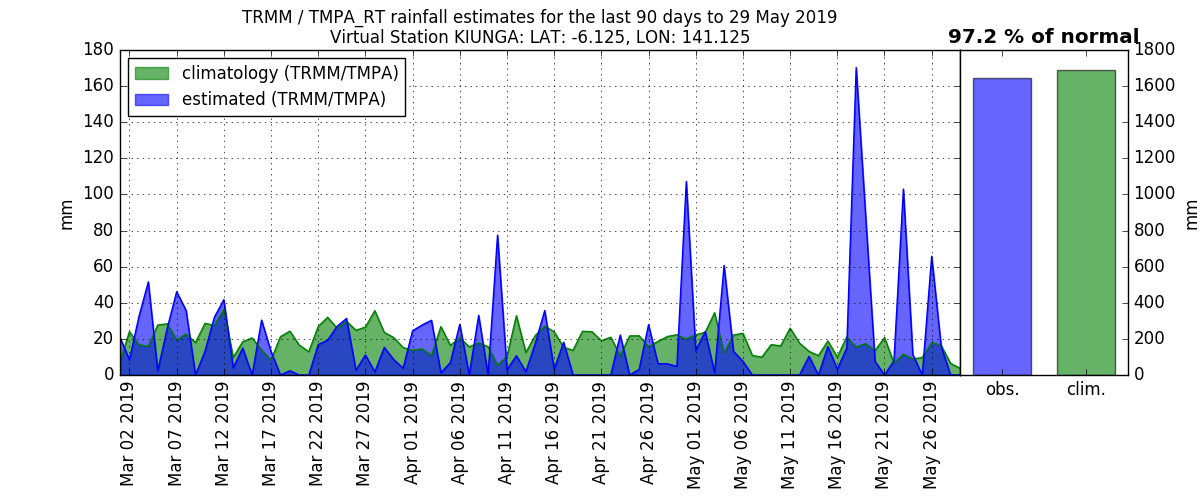 TRMM / TMPA_RT rainfall estimates for the last 90 days to 29 May 2019
Virtual Station KIUNGA: LAT: -6.125, LON: 141.125
97.2 % of normal
climatology (TRMM/TMPA)
estimated (TRMM/TMPA)
mm
180
160
140
120
100
80
60
40
20
0
Mar 02 2019
Mar 07 2019
Mar 12 2019
Mar 17 2019
Mar 22 2019
Mar 27 2019
Apr 01 2019
Apr 06 2019
Apr 11 2019
Apr 16 2019
Apr 21 2019
Apr 26 2019
May 01 2019
May 06 2019
May 11 2019
May 16 2019
May 21 2019
May 26 2019
obs.
clim.
1800
1600
1400
1200
1000
800
600
400
200
0
mm